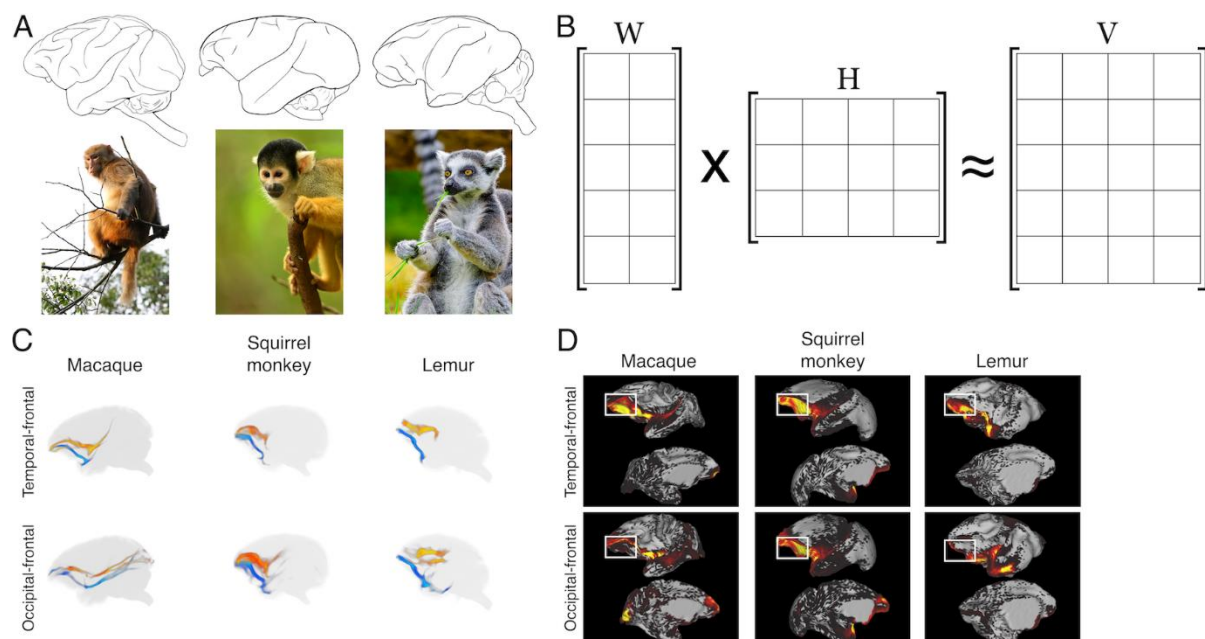 A
B
W
H
V
X
≈
C
Macaque
Squirrel
monkey
Lemur
Temporal-frontal
Occipital-frontal
D
Macaque
Squirrel
monkey
Lemur
Temporal-frontal
Occipital-frontal